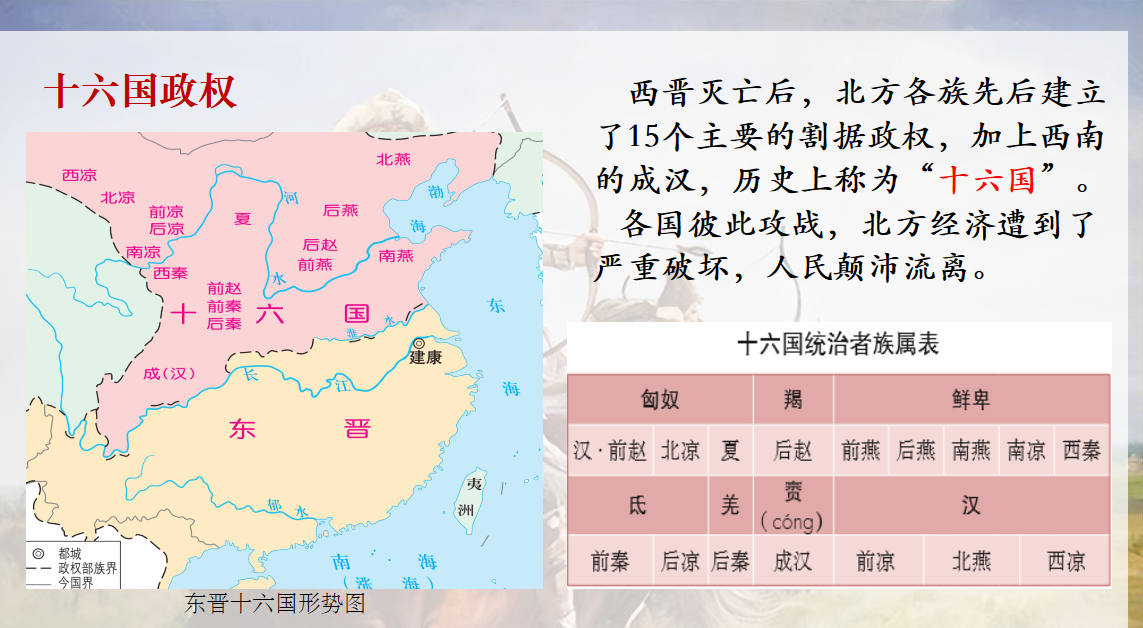 十六国政权
西晋灭亡后，北方各族先后建立
了15个主要的割据政权，加上西南
的成汉，历史上称为“十六国”。
各国彼此攻战，北方经济遭到了
严重破坏，人民颠沛流离。
西凉
北燕
北凉
渤
前凉
后凉
夏
河
后燕
海
南凉
后赵
前燕
南燕
西秦
水
前赵
前秦
后秦
十 六 国
东
淮 水
建康
成(汉)
长 江
海
东 晋
夷
洲
郁 水
南 海
(涨 海)
都城
政权部族界
今国界
东晋十六国形势图
十六国统治者族属表
匈奴 羯 鲜卑
汉·前赵 北凉 夏 后赵 前燕 后燕 南燕 南凉 西秦
氐 羌 賨(cóng) 汉
前秦 后凉 后秦 成汉 前凉 北燕 西凉